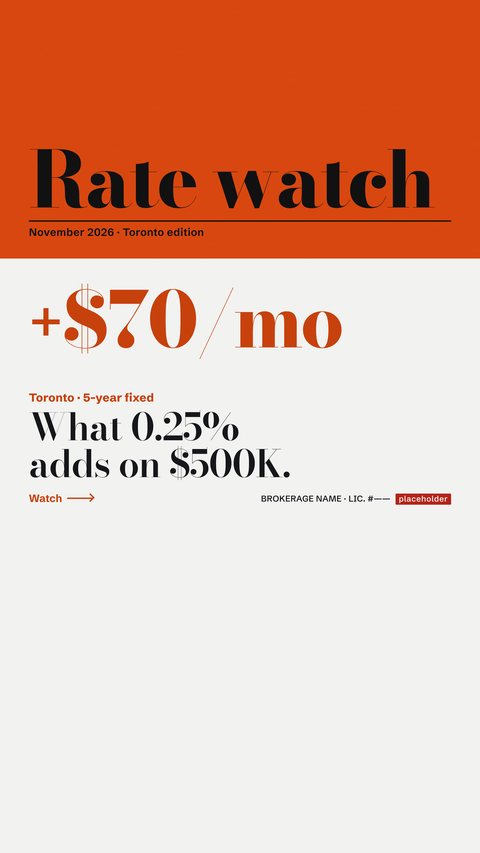 Rate watch
November 2026 · Toronto edition
+$70/mo
Toronto · 5-year fixed
What 0.25%
adds on $500K.
Watch ⟶
BROKERAGE NAME · LIC. #—— placeholder